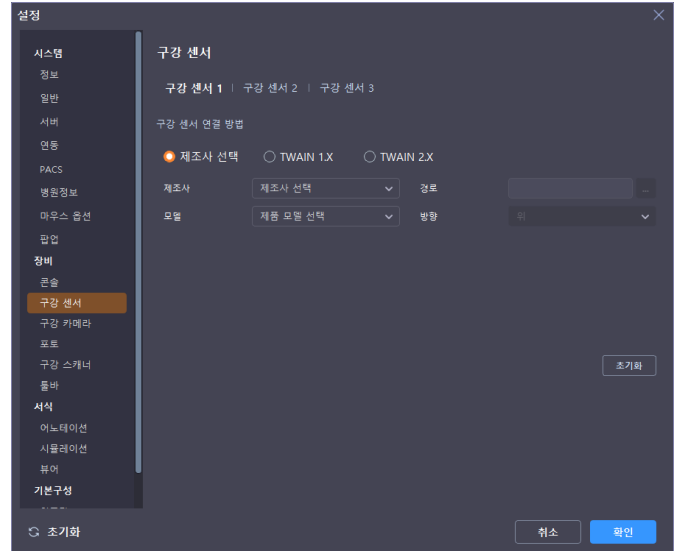 설정
시스템
정보
일반
서버
연동
PACS
병원정보
마우스 옵션
팝업
장비
콘솔
구강 센서
구강 카메라
포토
구강 스캐너
툴바
서식
어노테이션
시뮬레이션
뷰어
기본구성
초기화
구강 센서
구강 센서 1 | 구강 센서 2 | 구강 센서 3
구강 센서 연결 방법
제조사 선택 TWAIN 1.X TWAIN 2.X
제조사 제조사 선택 경로 ...
모델 제품 모델 선택 방향 위
초기화
취소 확인